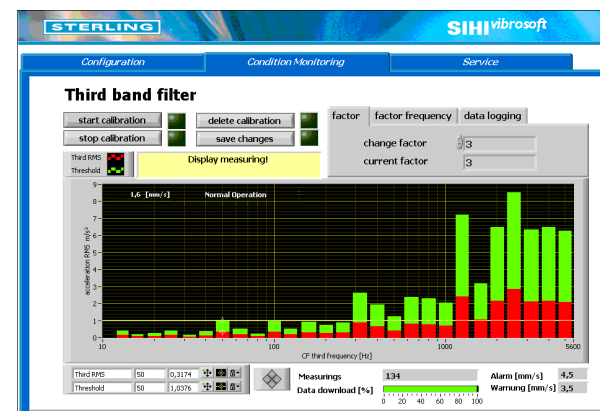 STERLING
SIHI vibrosoft
Configuration
Condition Monitoring
Service
Third band filter
start calibration
delete calibration
factor
factor frequency
data logging
stop calibration
save changes
change factor
3
current factor
3
Third RMS
Threshold
Display measuring!
1,6 [mm/s]
Normal Operation
acceleration RMS m/s²
9
8
7
6
5
4
3
2
1
0
10
100
1000
5600
CF third frequency [Hz]
Third RMS 50 0,3174
Threshold 50 1,0376
Measurings 134
Data download [%]
0 20 40 60 80 100
Alarm [mm/s] 4,5
Warnung [mm/s] 3,5